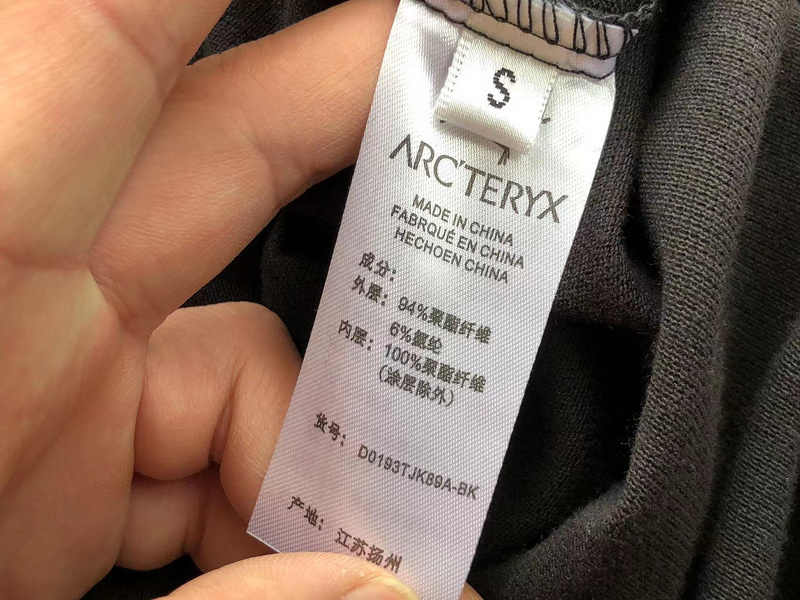 S
ARC'TERYX
MADE IN CHINA
FABRQUÉ EN CHINA
HECHOEN CHINA
成分：
外层：94%聚酯纤维
6%氨纶
内层：100%聚酯纤维
（涂层除外）
货号：D0193TJK89A-BK
产地：江苏扬州